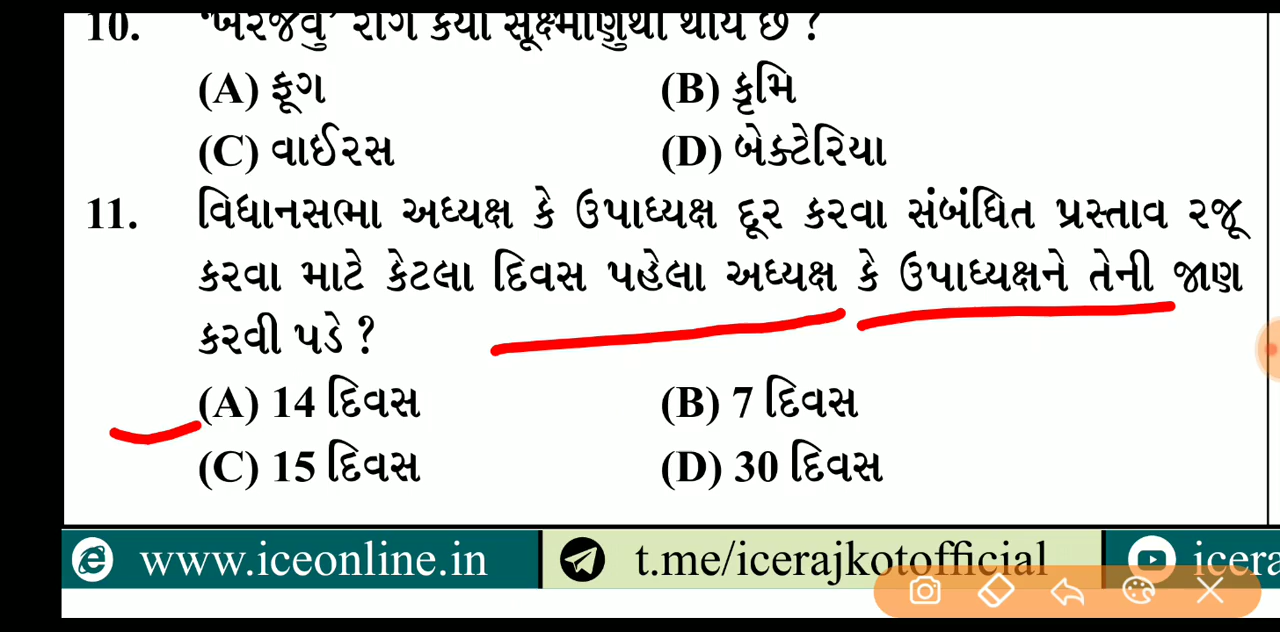 10. 'ખરજવું' રોગ કયા સૂક્ષ્માણુથી થાય છે ?
(A) ફૂગ (B) કૃમિ
(C) વાઈરસ (D) બેક્ટેરિયા
11. વિધાનસભા અધ્યક્ષ કે ઉપાધ્યક્ષ દૂર કરવા સંબંધિત પ્રસ્તાવ રજૂ
કરવા માટે કેટલા દિવસ પહેલા અધ્યક્ષ કે ઉપાધ્યક્ષને તેની જાણ
કરવી પડે ?
(A) 14 દિવસ (B) 7 દિવસ
(C) 15 દિવસ (D) 30 દિવસ
www.iceonline.in t.me/icerajkotofficial icera